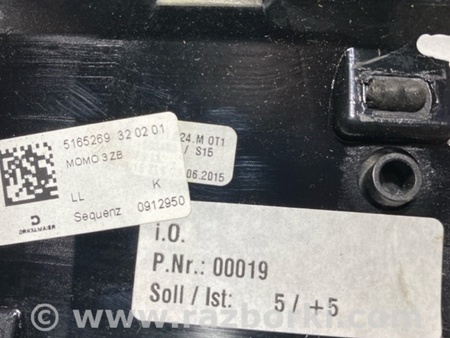 5165269 32 02 01
MOMO 3 ZB
LL K
Sequenz 0912950
DRÄXLMAIER
24.M 0T1
/ S15
.06.2015
i.O.
P.Nr.: 00019
Soll / Ist: 5 / +5
© www.razborki.com